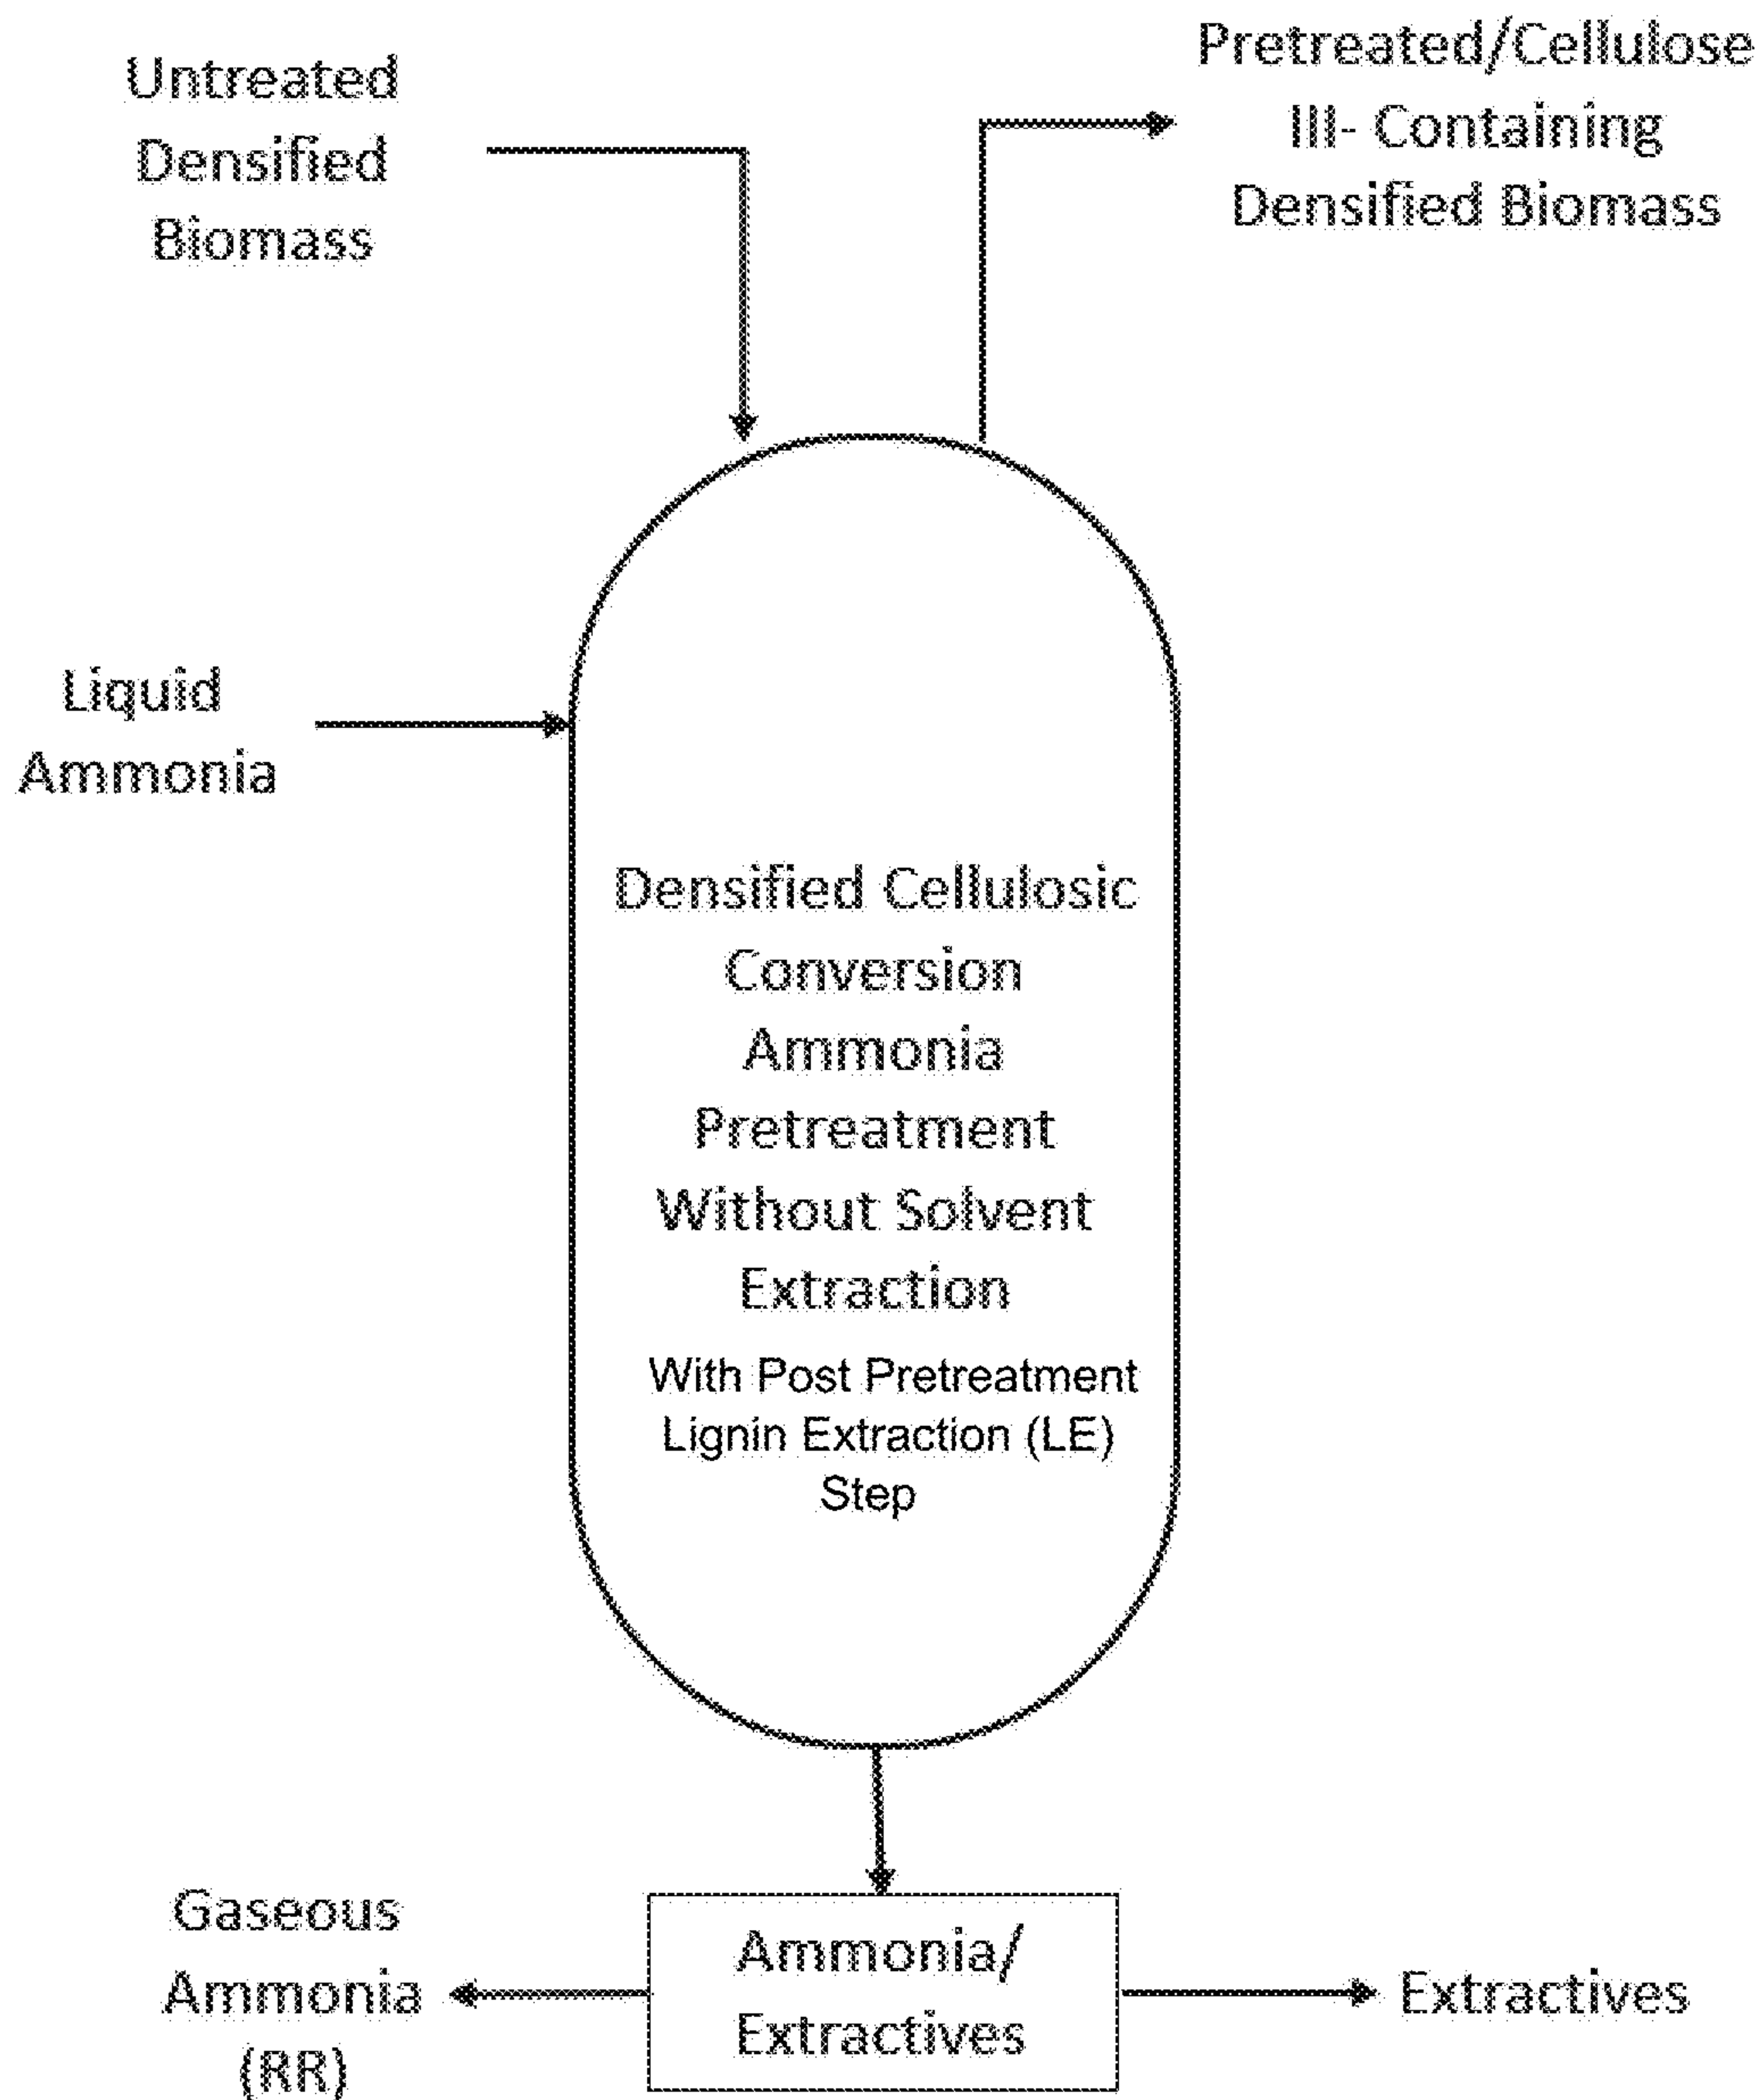 Untreated
Densified
Biomass
Pretreated/Cellulose
III- Containing
Densified Biomass
Liquid
Ammonia
Densified Cellulosic
Conversion
Ammonia
Pretreatment
Without Solvent
Extraction
With Post Pretreatment
Lignin Extraction (LE)
Step
Gaseous
Ammonia
(RR)
Ammonia/
Extractives
Extractives